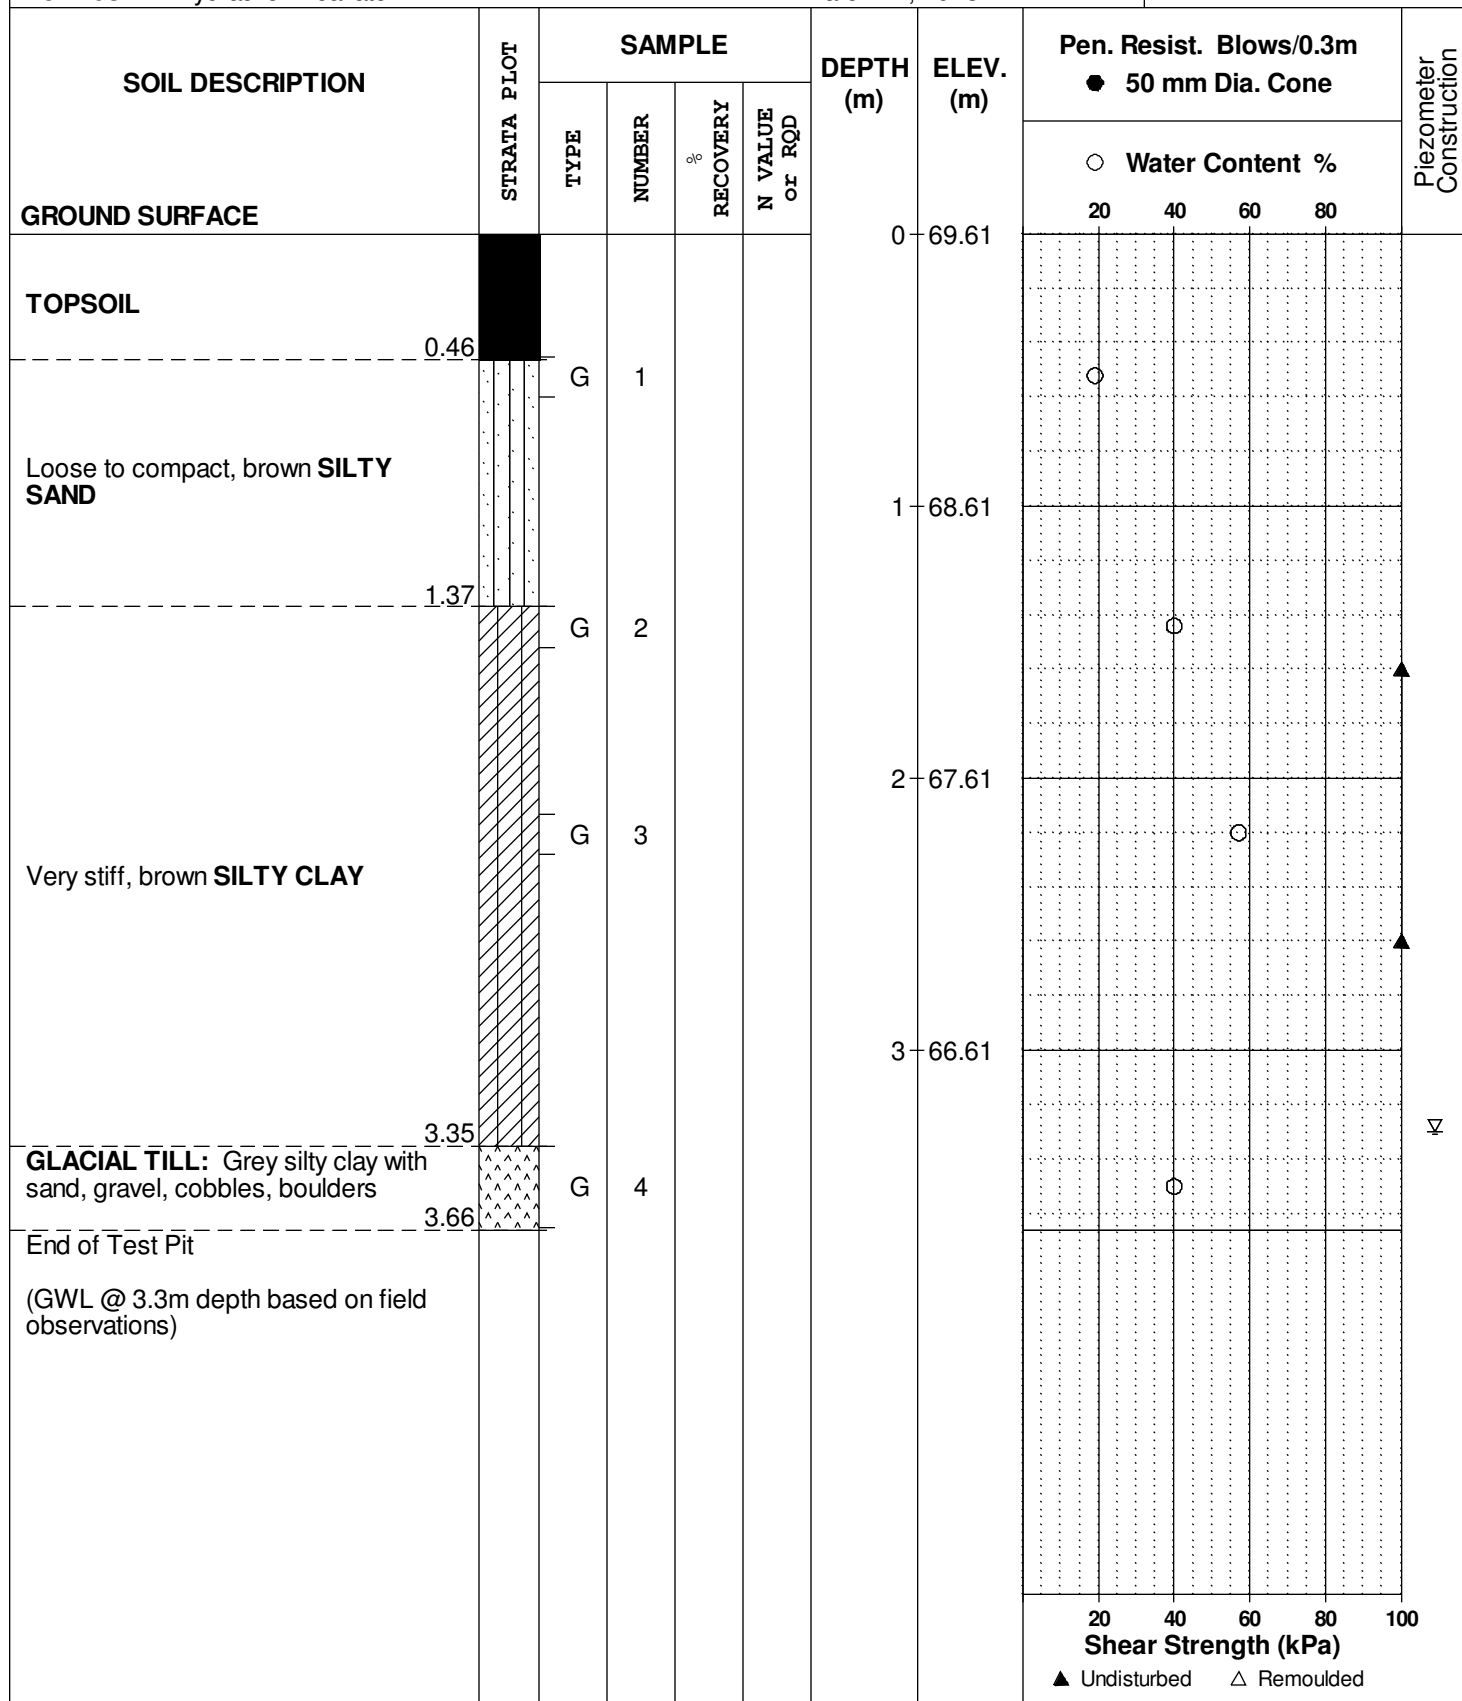 SOIL DESCRIPTION
GROUND SURFACE
STRATA PLOT
SAMPLE
TYPE
NUMBER
%
RECOVERY
N VALUE
or RQD
DEPTH
(m)
ELEV.
(m)
Pen. Resist. Blows/0.3m
● 50 mm Dia. Cone
○ Water Content %
20 40 60 80
Piezometer
Construction
0 69.61
TOPSOIL
0.46
G 1
Loose to compact, brown SILTY
SAND
1 68.61
1.37
G 2
2 67.61
G 3
Very stiff, brown SILTY CLAY
3 66.61
3.35
GLACIAL TILL: Grey silty clay with
sand, gravel, cobbles, boulders
G 4
3.66
End of Test Pit
(GWL @ 3.3m depth based on field
observations)
20 40 60 80 100
Shear Strength (kPa)
▲ Undisturbed △ Remoulded